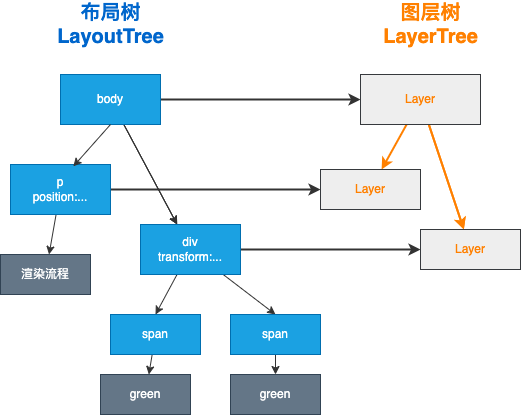 布局树
LayoutTree
图层树
LayerTree
body
Layer
p
position:...
Layer
div
transform:...
Layer
渲染流程
span
span
green
green